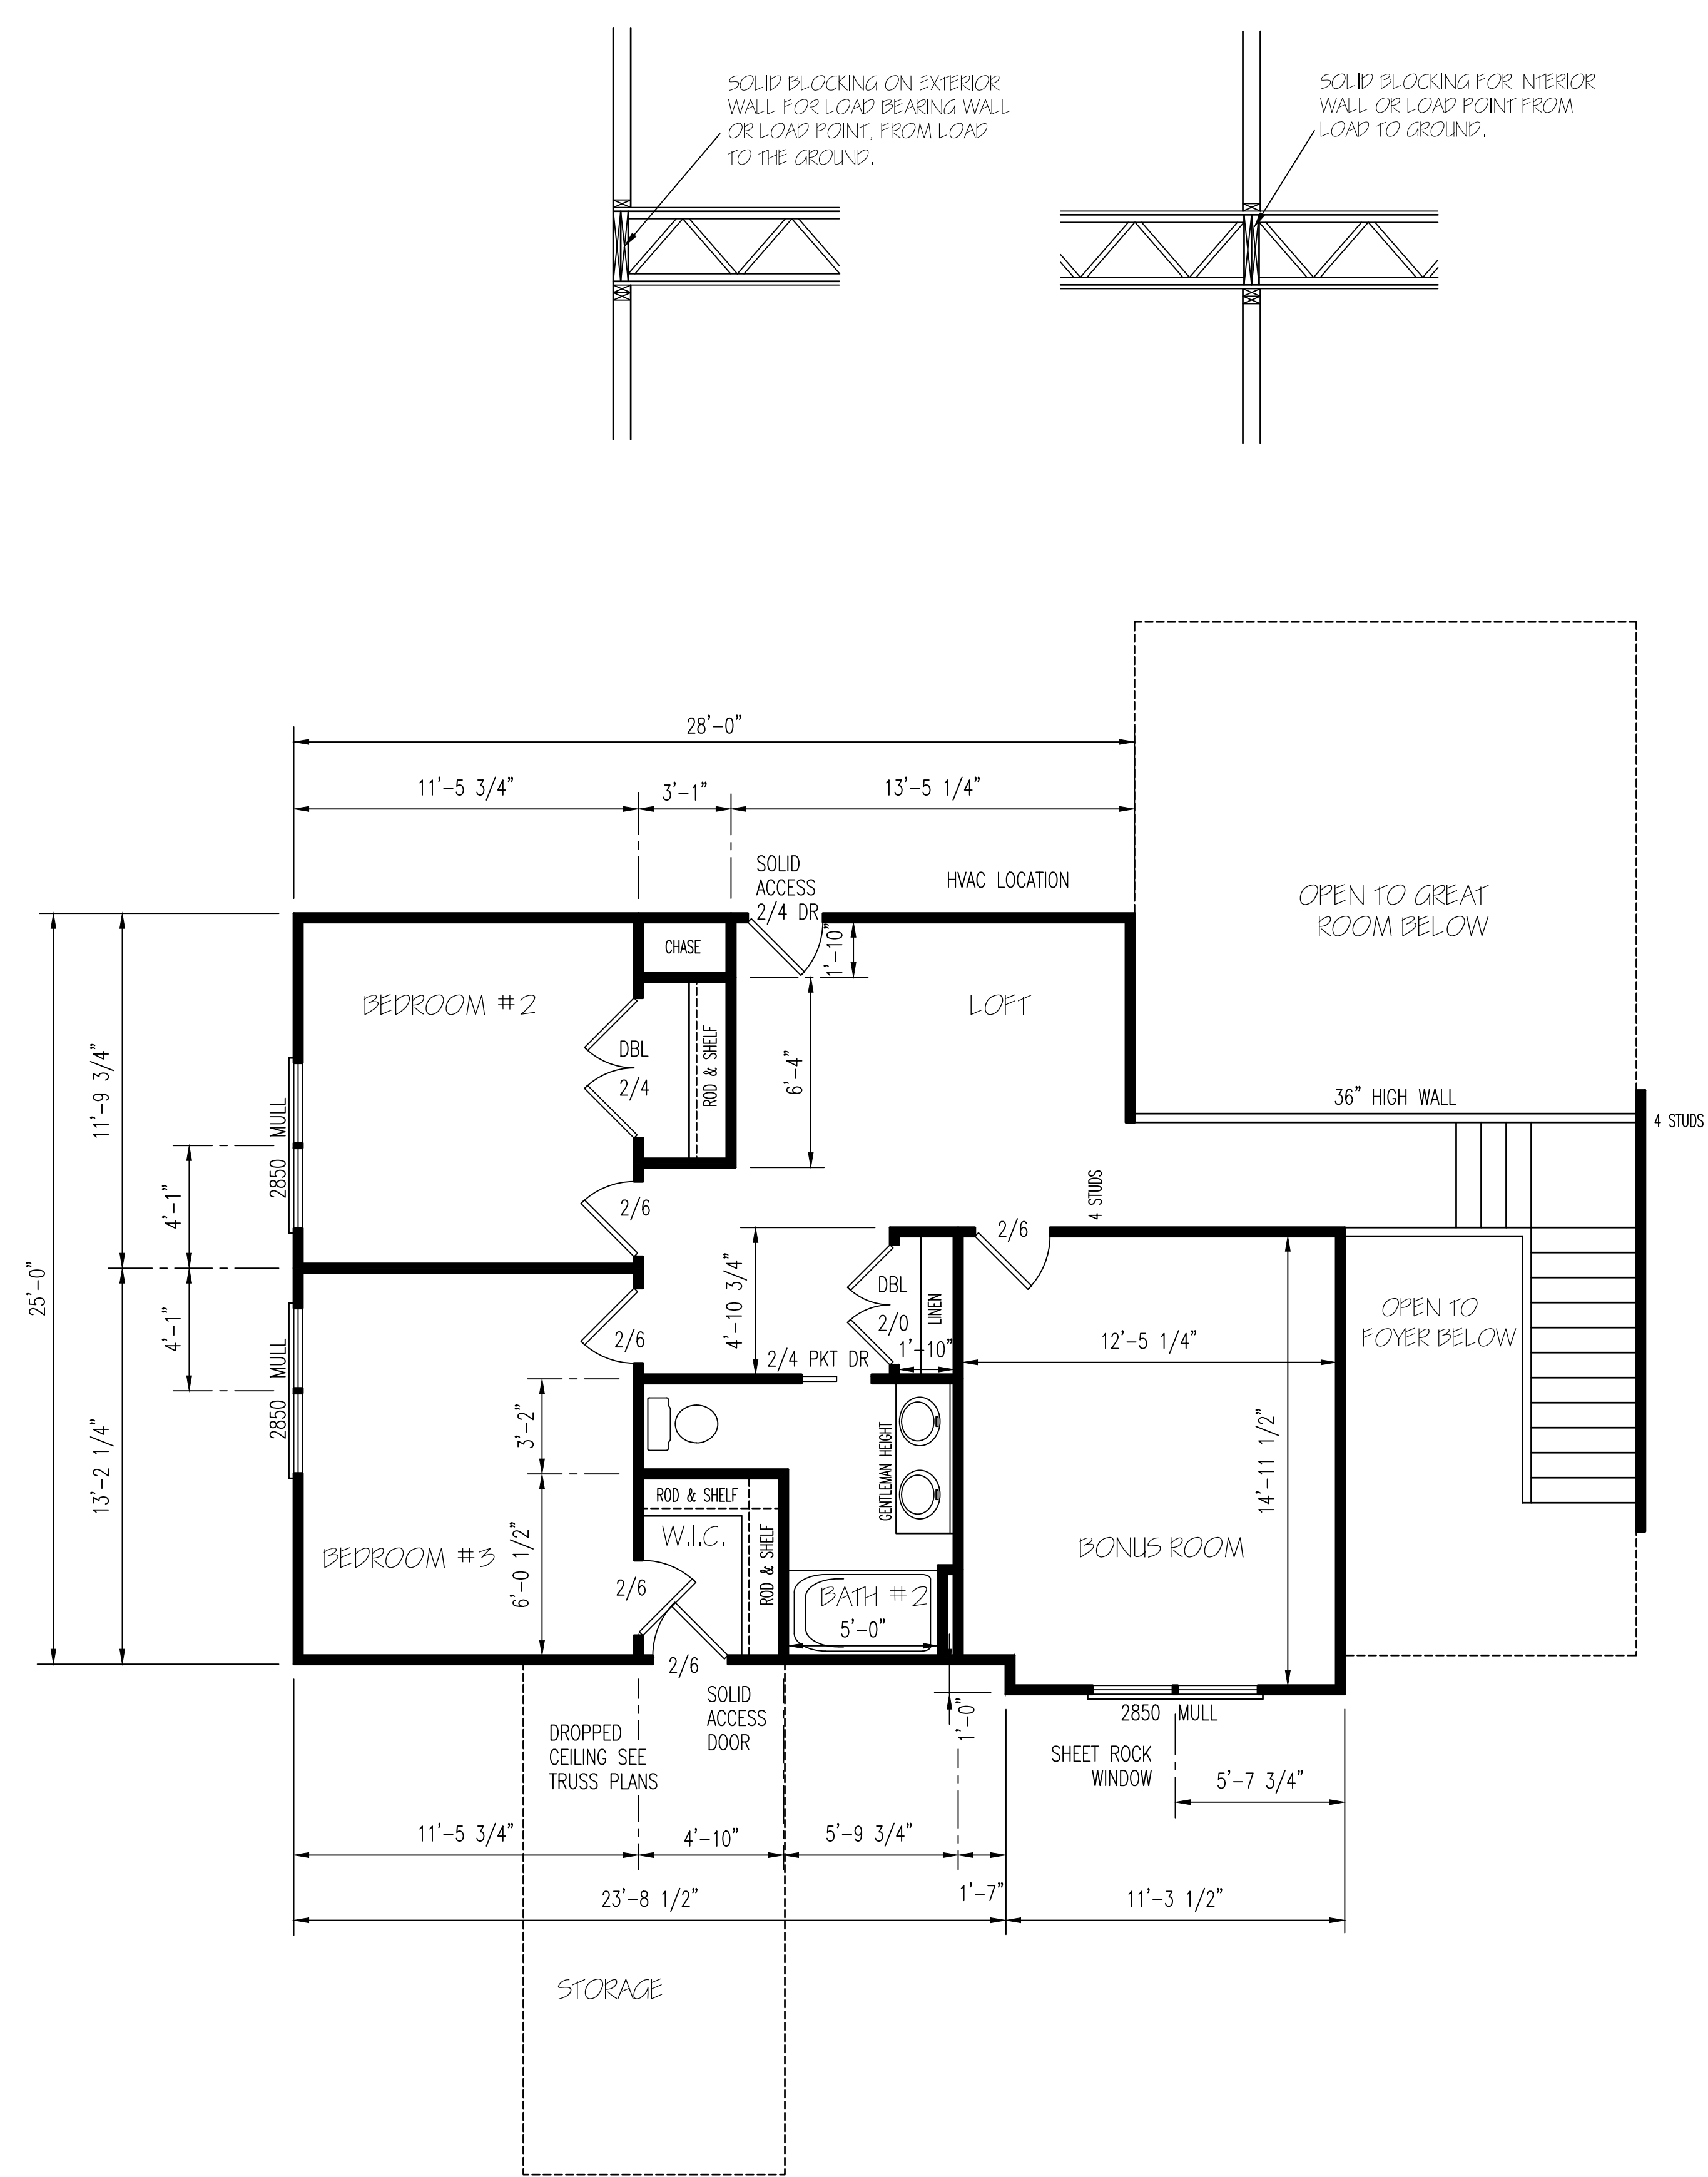 SOLID BLOCKING ON EXTERIOR
WALL FOR LOAD BEARING WALL
OR LOAD POINT, FROM LOAD
TO THE GROUND.
SOLID BLOCKING FOR INTERIOR
WALL OR LOAD POINT FROM
LOAD TO GROUND.
28'-0"
11'-5 3/4"
3'-1"
13'-5 1/4"
SOLID
ACCESS
2/4 DR
HVAC LOCATION
OPEN TO GREAT
ROOM BELOW
1'-10"
CHASE
BEDROOM #2
LOFT
DBL
2/4
ROD & SHELF
6'-4"
11'-9 3/4"
2850 MULL
4'-1"
36" HIGH WALL
4 STUDS
4 STUDS
2/6
2/6
25'-0"
4'-10 3/4"
DBL
2/0
LINEN
1'-10"
OPEN TO
FOYER BELOW
12'-5 1/4"
4'-1"
2850 MULL
2/6
2/4 PKT DR
13'-2 1/4"
3'-2"
GENTLEMAN HEIGHT
14'-11 1/2"
ROD & SHELF
W.I.C.
ROD & SHELF
BEDROOM #3
6'-0 1/2"
2/6
BATH #2
5'-0"
BONUS ROOM
2/6
SOLID
ACCESS
DOOR
DROPPED
CEILING SEE
TRUSS PLANS
1'-0"
2850 MULL
SHEET ROCK
WINDOW
5'-7 3/4"
11'-5 3/4"
4'-10"
5'-9 3/4"
1'-7"
23'-8 1/2"
11'-3 1/2"
STORAGE